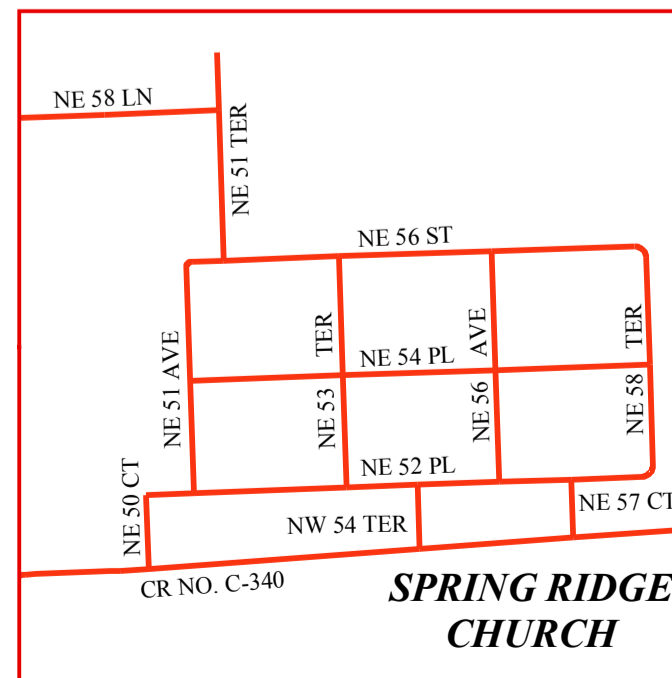 NE 58 LN
NE 51 TER
NE 56 ST
NE 51 AVE
NE 53 TER
NE 54 PL
NE 56 AVE
NE 58 TER
NE 52 PL
NE 50 CT
NW 54 TER
NE 57 CT
CR NO. C-340
SPRING RIDGE
CHURCH